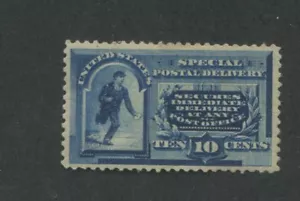 UNITED STATES
SPECIAL
POSTAL DELIVERY
SECURES
IMMEDIATE
DELIVERY
AT ANY
POST OFFICE
TEN 10 CENTS